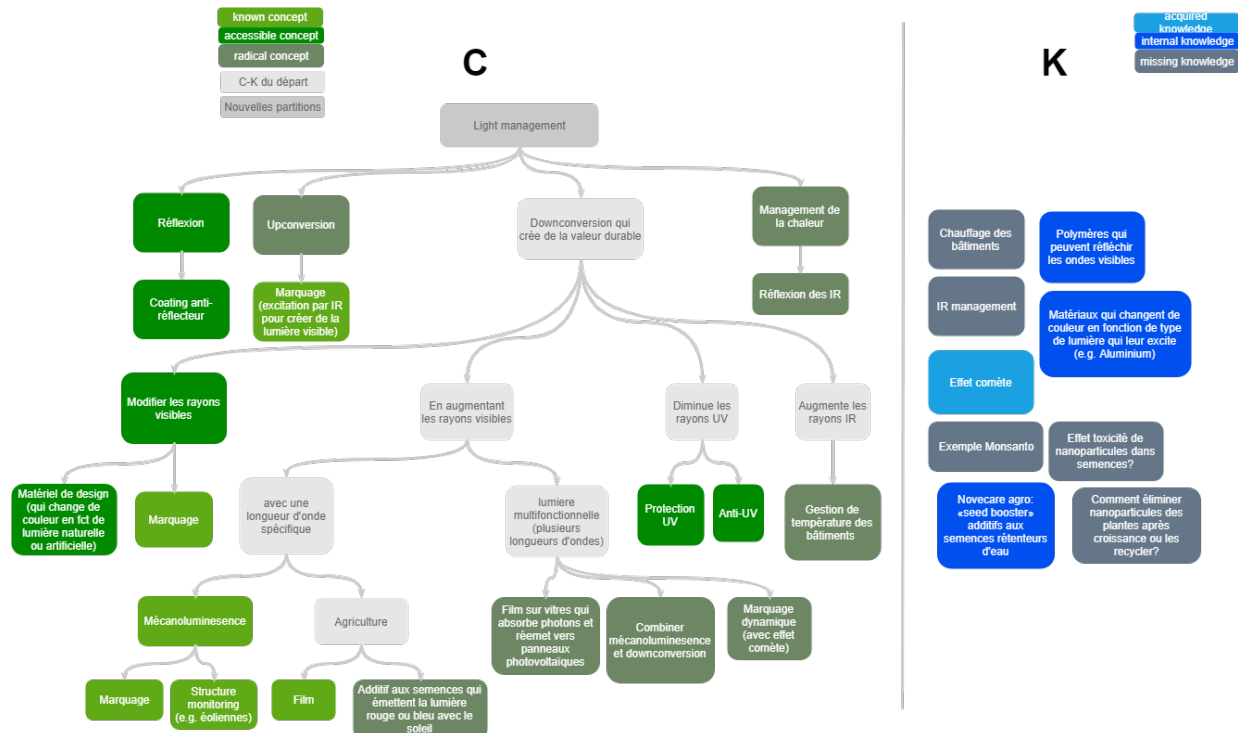 known concept
accessible concept
radical concept
C-K du départ
Nouvelles partitions
C
K
acquired
knowledge
internal knowledge
missing knowledge
Light management
Réflexion
Upconversion
Downconversion qui
crée de la valeur durable
Management de
la chaleur
Coating anti-
réflecteur
Marquage
(excitation par IR
pour créer de la
lumière visible)
Réflexion des IR
Modifier les rayons
visibles
En augmentant
les rayons visibles
Diminue les
rayons UV
Augmente les
rayons IR
Matériel de design
(qui change de
couleur en fct de
lumière naturelle
ou artificielle)
Marquage
avec une
longueur d'onde
spécifique
lumiere
multifonctionnelle
(plusieurs
longueurs d'ondes)
Protection
UV
Anti-UV
Gestion de
température des
bâtiments
Mécanoluminesence
Agriculture
Film sur vitres qui
absorbe photons et
réemet vers
panneaux
photovoltaïques
Combiner
mécanoluminesence
et downconversion
Marquage
dynamique
(avec effet
comète)
Marquage
Structure
monitoring
(e.g. éoliennes)
Film
Additif aux semences qui
émettent la lumière
rouge ou bleu avec le
soleil
Chauffage des
bâtiments
Polymères qui
peuvent réfléchir
les ondes visibles
IR management
Matériaux qui changent de
couleur en fonction de type
de lumière qui leur excite
(e.g. Aluminium)
Effet comète
Exemple Monsanto
Effet toxicité de
nanoparticules dans
semences?
Novecare agro:
«seed booster»
additifs aux
semences rétenteurs
d'eau
Comment éliminer
nanoparticules des
plantes après
croissance ou les
recycler?